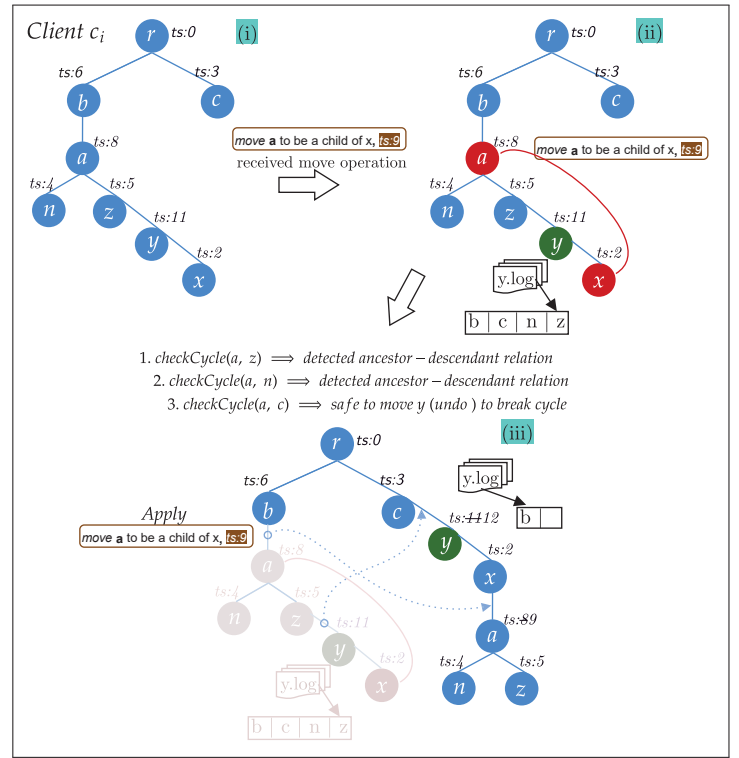 Client ci
(i)
r ts:0
ts:6
ts:3
b
c
ts:8
a
ts:4
ts:5
n
z
ts:11
y
ts:2
x
move a to be a child of x, ts:9
received move operation
(ii)
r ts:0
ts:6
ts:3
b
c
ts:8
move a to be a child of x, ts:9
a
ts:4
ts:5
n
z
ts:11
y
ts:2
x
y.log
b c n z
1. checkCycle(a, z) ⟹ detected ancestor − descendant relation
2. checkCycle(a, n) ⟹ detected ancestor − descendant relation
3. checkCycle(a, c) ⟹ safe to move y (undo ) to break cycle
(iii)
r ts:0
ts:6
ts:3
y.log
b
c
b
Apply
move a to be a child of x, ts:9
ts:1112
y
ts:2
x
ts:8
a
ts:4
ts:5
n
z
ts:11
y
ts:2
x
y.log
b c n z
ts:89
a
ts:4
ts:5
n
z